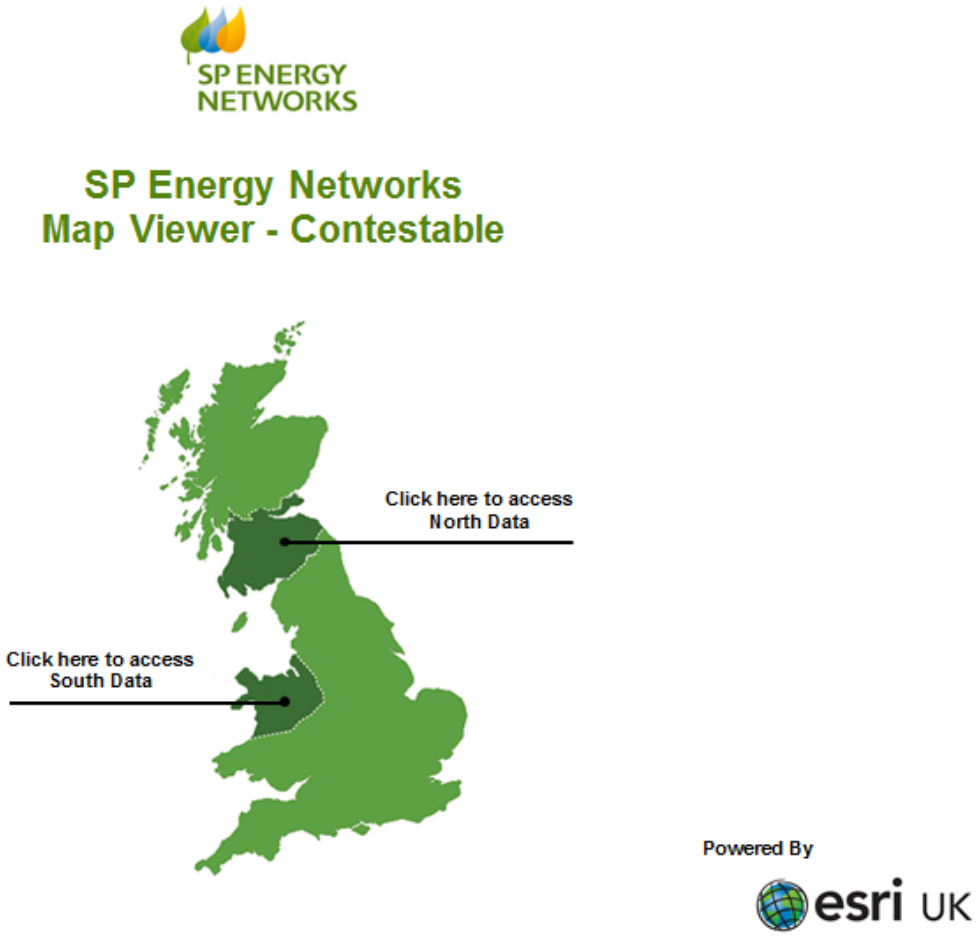 SP ENERGY
NETWORKS
SP Energy Networks
Map Viewer - Contestable
Click here to access
North Data
Click here to access
South Data
Powered By
esri UK